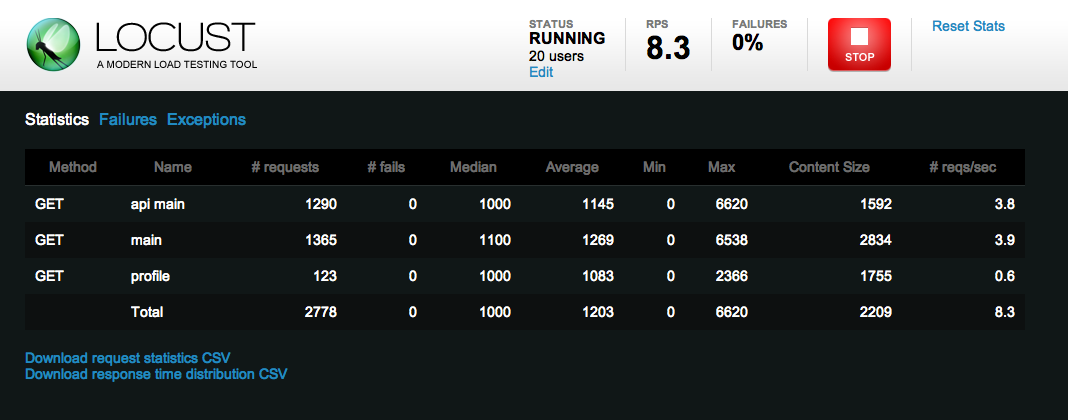 LOCUST
A MODERN LOAD TESTING TOOL
STATUS
RUNNING
20 users
Edit
RPS
8.3
FAILURES
0%
STOP
Reset Stats
Statistics Failures Exceptions
Method Name # requests # fails Median Average Min Max Content Size # reqs/sec
GET api main 1290 0 1000 1145 0 6620 1592 3.8
GET main 1365 0 1100 1269 0 6538 2834 3.9
GET profile 123 0 1000 1083 0 2366 1755 0.6
Total 2778 0 1000 1203 0 6620 2209 8.3
Download request statistics CSV
Download response time distribution CSV